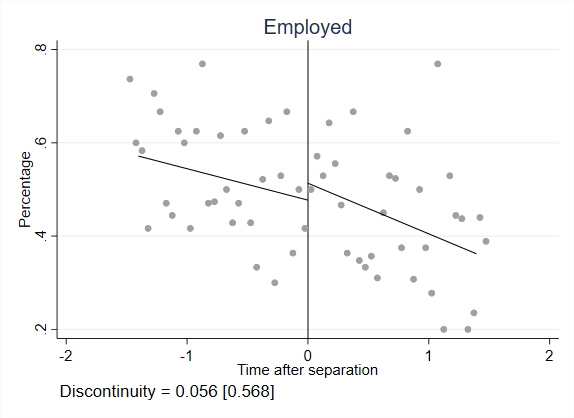 Employed
Percentage
.8
.6
.4
.2
-2 -1 0 1 2
Time after separation
Discontinuity = 0.056 [0.568]